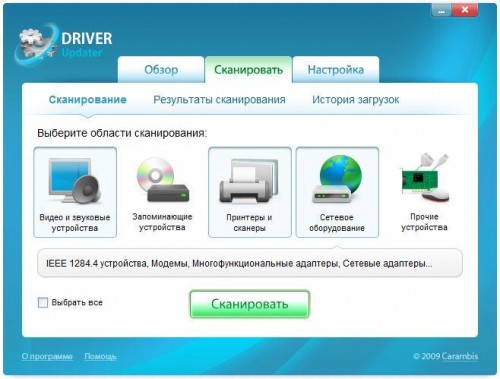 DRIVER
Updater
Обзор
Сканировать
Настройка
Сканирование
Результаты сканирования
История загрузок
Выберите области сканирования:
Видео и звуковые
устройства
Запоминающие
устройства
Принтеры и
сканеры
Сетевое
оборудование
Прочие
устройства
IEEE 1284.4 устройства, Модемы, Многофункциональные адаптеры, Сетевые адаптеры...
Выбрать все
Сканировать
О программе
Помощь
© 2009 Carambis